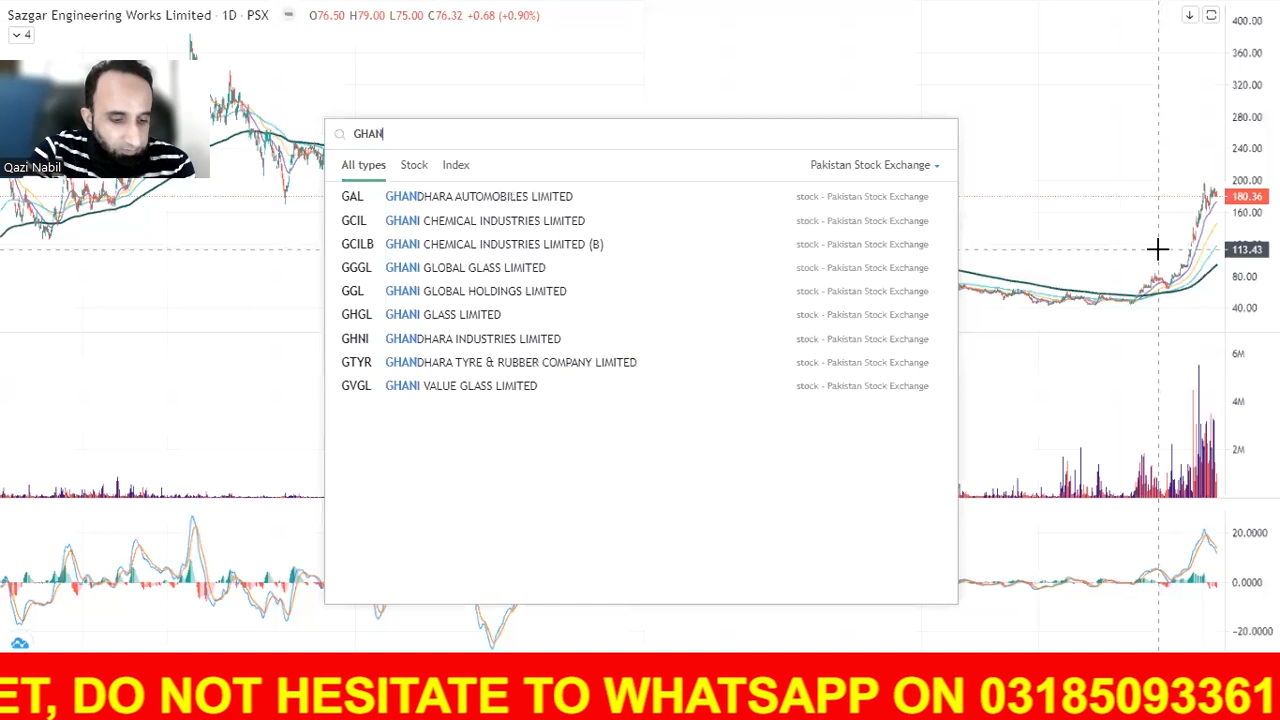 Sazgar Engineering Works Limited · 1D · PSX
O76.50 H79.00 L75.00 C76.32 +0.68 (+0.90%)
4
Qazi Nabil
GHAN
All types Stock Index Pakistan Stock Exchange
GAL GHANDHARA AUTOMOBILES LIMITED stock - Pakistan Stock Exchange
GCIL GHANI CHEMICAL INDUSTRIES LIMITED stock - Pakistan Stock Exchange
GCILB GHANI CHEMICAL INDUSTRIES LIMITED (B) stock - Pakistan Stock Exchange
GGGL GHANI GLOBAL GLASS LIMITED stock - Pakistan Stock Exchange
GGL GHANI GLOBAL HOLDINGS LIMITED stock - Pakistan Stock Exchange
GHGL GHANI GLASS LIMITED stock - Pakistan Stock Exchange
GHNI GHANDHARA INDUSTRIES LIMITED stock - Pakistan Stock Exchange
GTYR GHANDHARA TYRE & RUBBER COMPANY LIMITED stock - Pakistan Stock Exchange
GVGL GHANI VALUE GLASS LIMITED stock - Pakistan Stock Exchange
400.00
360.00
320.00
280.00
240.00
200.00
180.36
160.00
113.43
80.00
40.00
6M
4M
2M
20.0000
0.0000
-20.0000
ET, DO NOT HESITATE TO WHATSAPP ON 03185093361